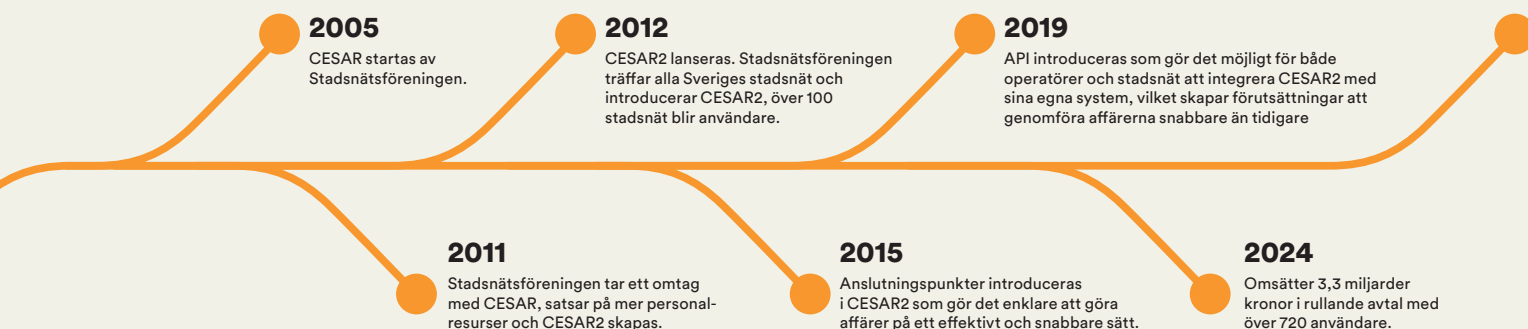 2005
CESAR startas av
Stadsnätsföreningen.
2011
Stadsnätsföreningen tar ett omtag
med CESAR, satsar på mer personal-
resurser och CESAR2 skapas.
2012
CESAR2 lanseras. Stadsnätsföreningen
träffar alla Sveriges stadsnät och
introducerar CESAR2, över 100
stadsnät blir användare.
2015
Anslutningspunkter introduceras
i CESAR2 som gör det enklare att göra
affärer på ett effektivt och snabbare sätt.
2019
API introduceras som gör det möjligt för både
operatörer och stadsnät att integrera CESAR2 med
sina egna system, vilket skapar förutsättningar att
genomföra affärerna snabbare än tidigare
2024
Omsätter 3,3 miljarder
kronor i rullande avtal med
över 720 användare.